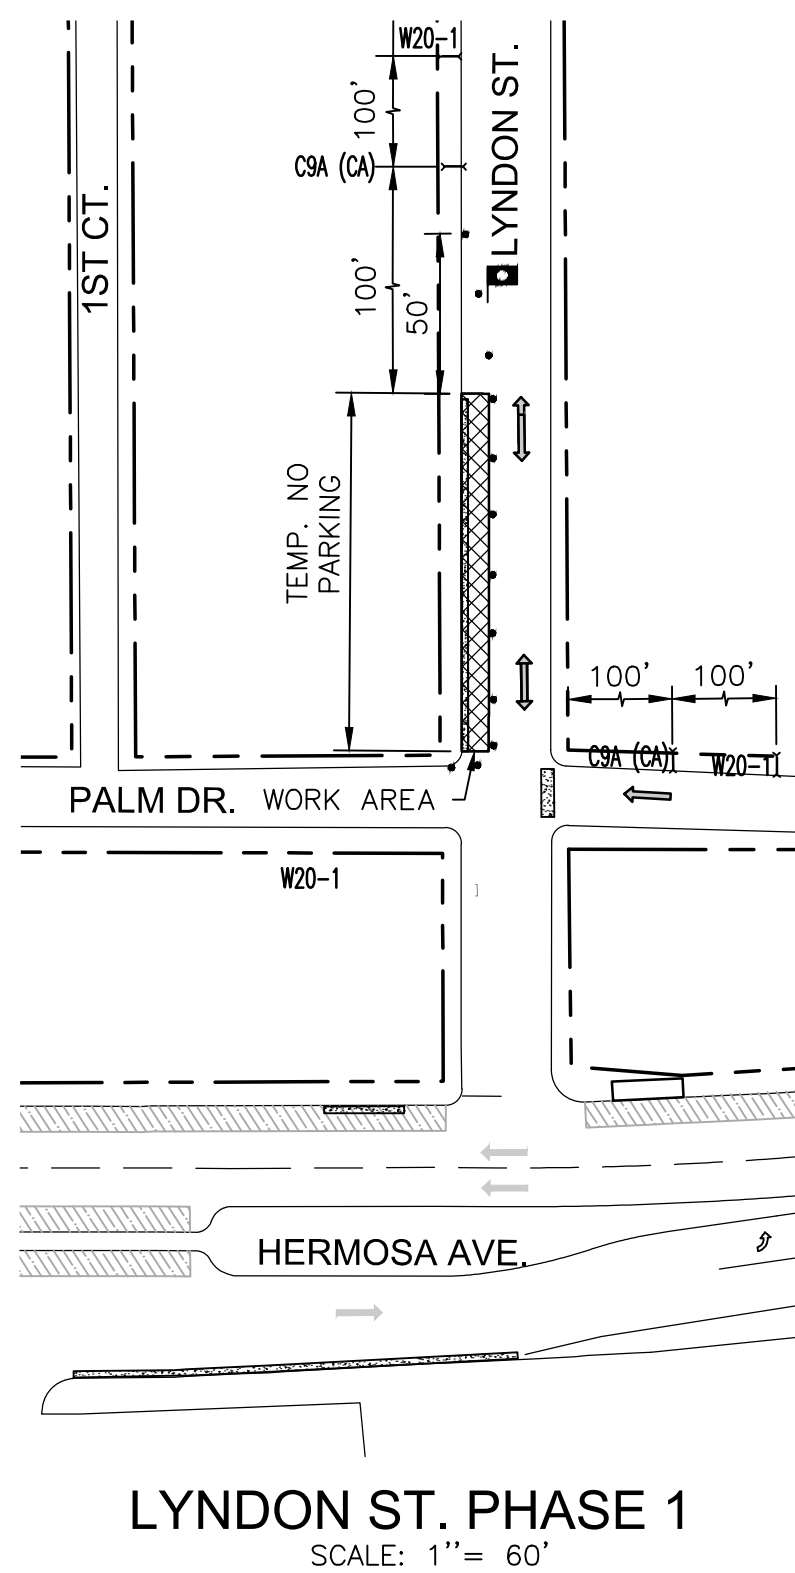 W20-1
100'
C9A (CA)
LYNDON ST.
1ST CT.
100'
50'
TEMP. NO
PARKING
100'
100'
C9A (CA)
W20-1
PALM DR.
WORK AREA
W20-1
HERMOSA AVE.
LYNDON ST. PHASE 1
SCALE: 1''= 60'